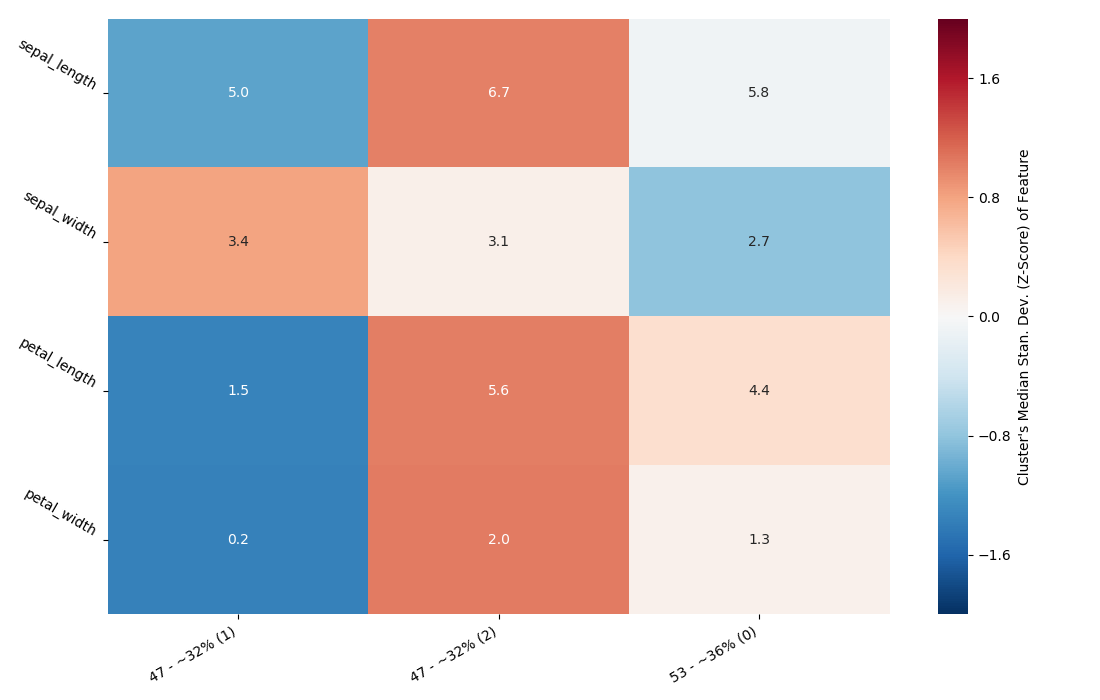 sepal_length
5.0
6.7
5.8
sepal_width
3.4
3.1
2.7
petal_length
1.5
5.6
4.4
petal_width
0.2
2.0
1.3
47 - ~32% (1)
47 - ~32% (2)
53 - ~36% (0)
1.6
0.8
0.0
−0.8
−1.6
Cluster's Median Stan. Dev. (Z-Score) of Feature